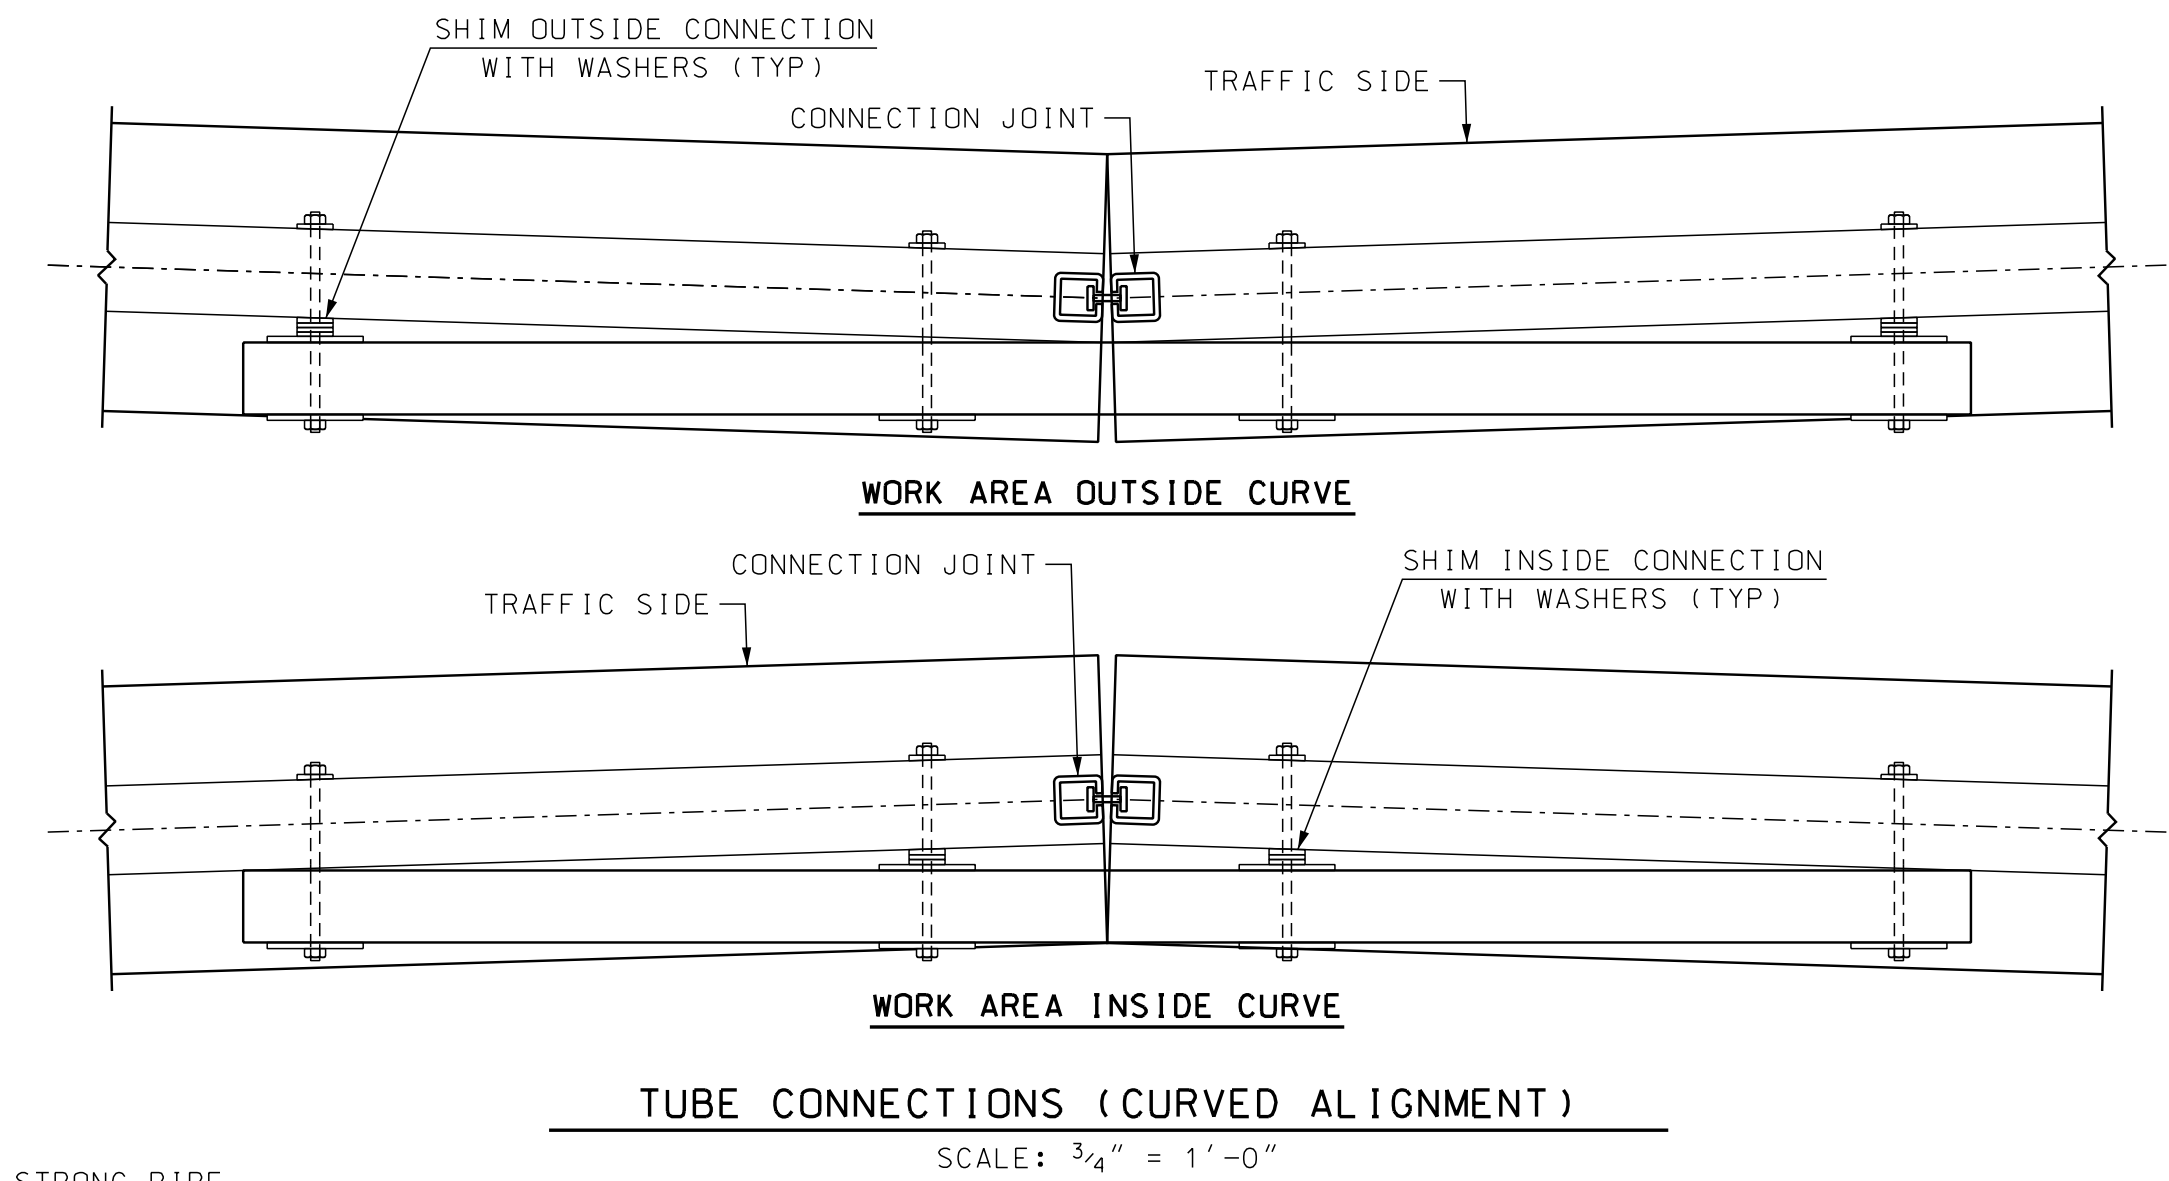 SHIM OUTSIDE CONNECTION
WITH WASHERS (TYP)
TRAFFIC SIDE
CONNECTION JOINT
WORK AREA OUTSIDE CURVE
CONNECTION JOINT
SHIM INSIDE CONNECTION
WITH WASHERS (TYP)
TRAFFIC SIDE
WORK AREA INSIDE CURVE
TUBE CONNECTIONS (CURVED ALIGNMENT)
SCALE: 3/4" = 1'-0"